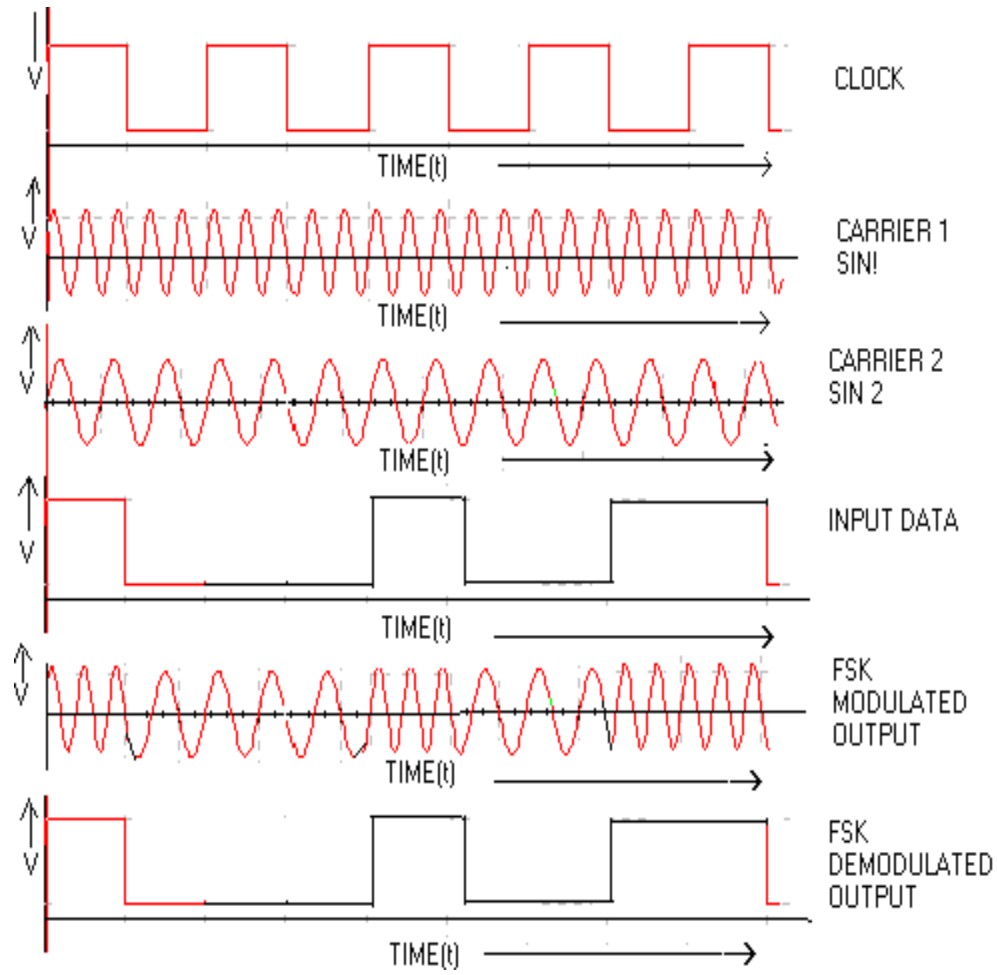 V
CLOCK
TIME(t)
V
CARRIER 1
SIN!
TIME(t)
V
CARRIER 2
SIN 2
TIME(t)
V
INPUT DATA
TIME(t)
V
FSK
MODULATED
OUTPUT
TIME(t)
V
FSK
DEMODULATED
OUTPUT
TIME(t)